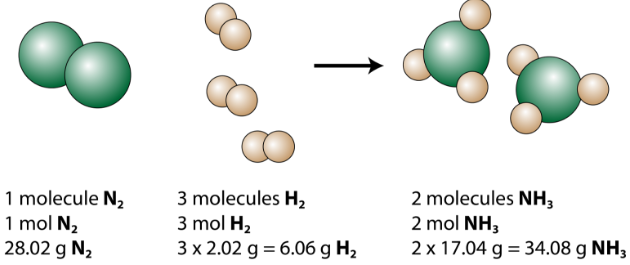 1 molecule N₂
1 mol N₂
28.02 g N₂
3 molecules H₂
3 mol H₂
3 x 2.02 g = 6.06 g H₂
2 molecules NH₃
2 mol NH₃
2 x 17.04 g = 34.08 g NH₃